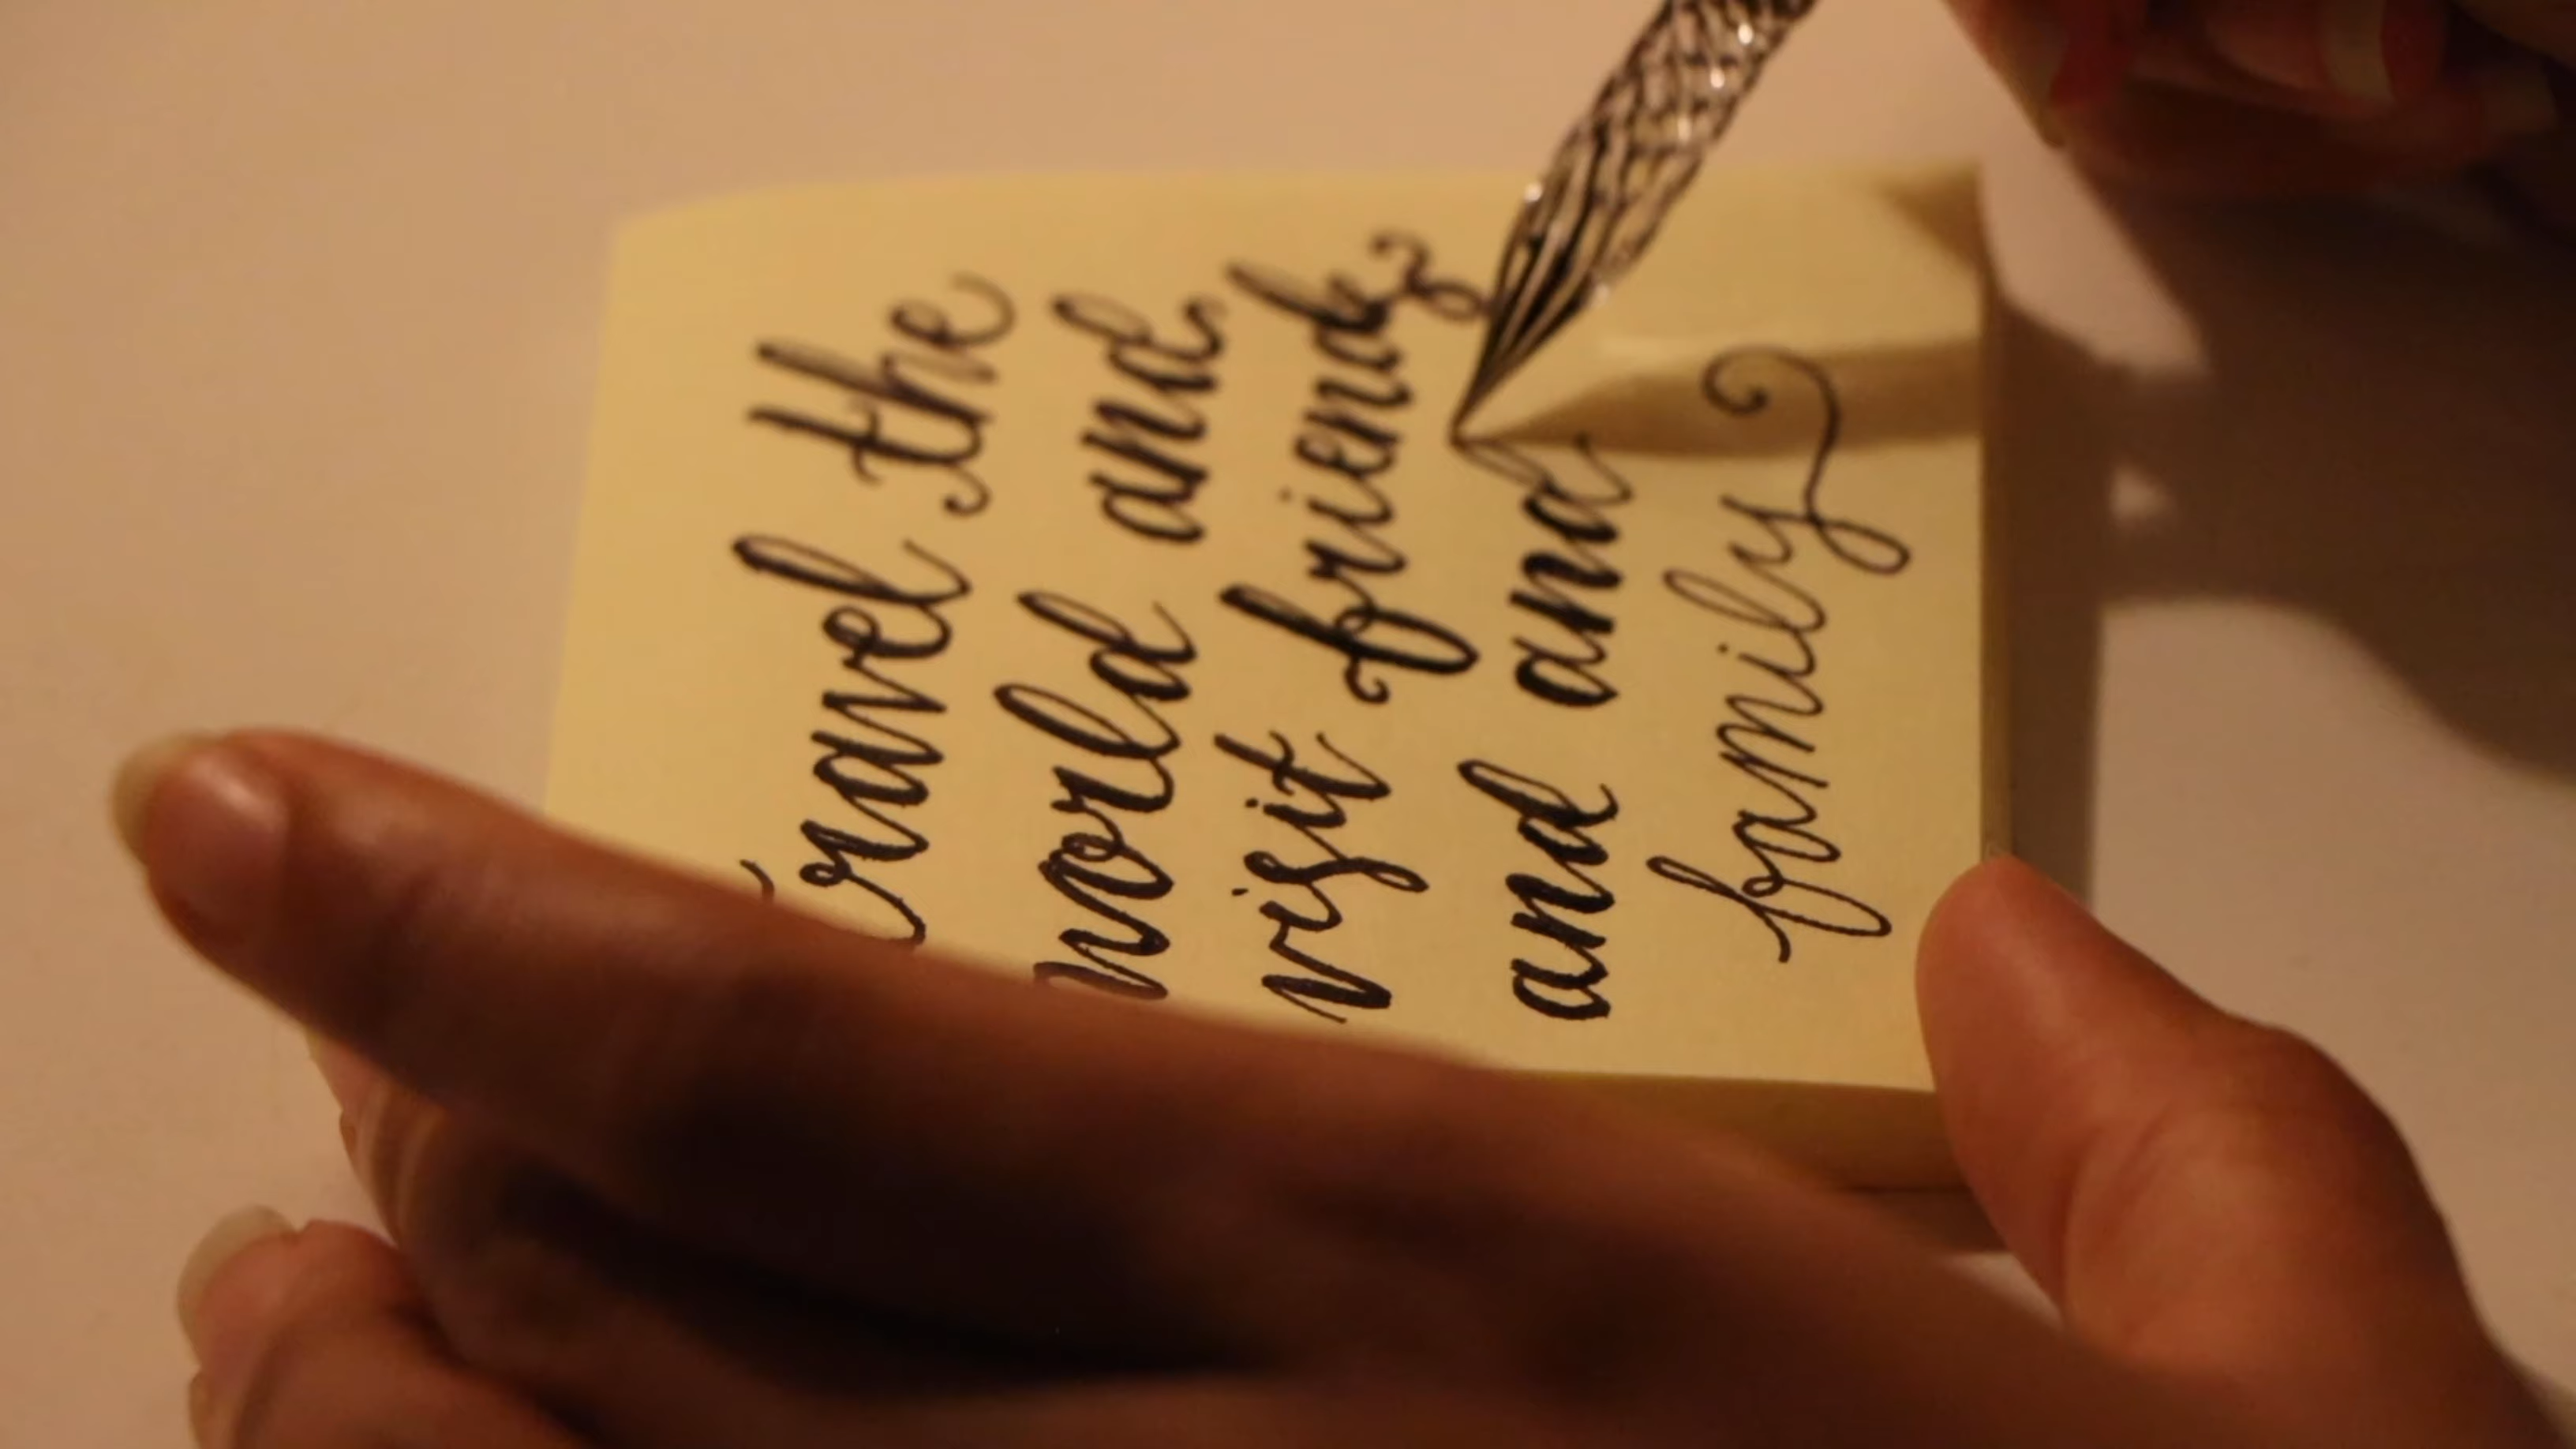 travel the
world and
visit friends
and and
family